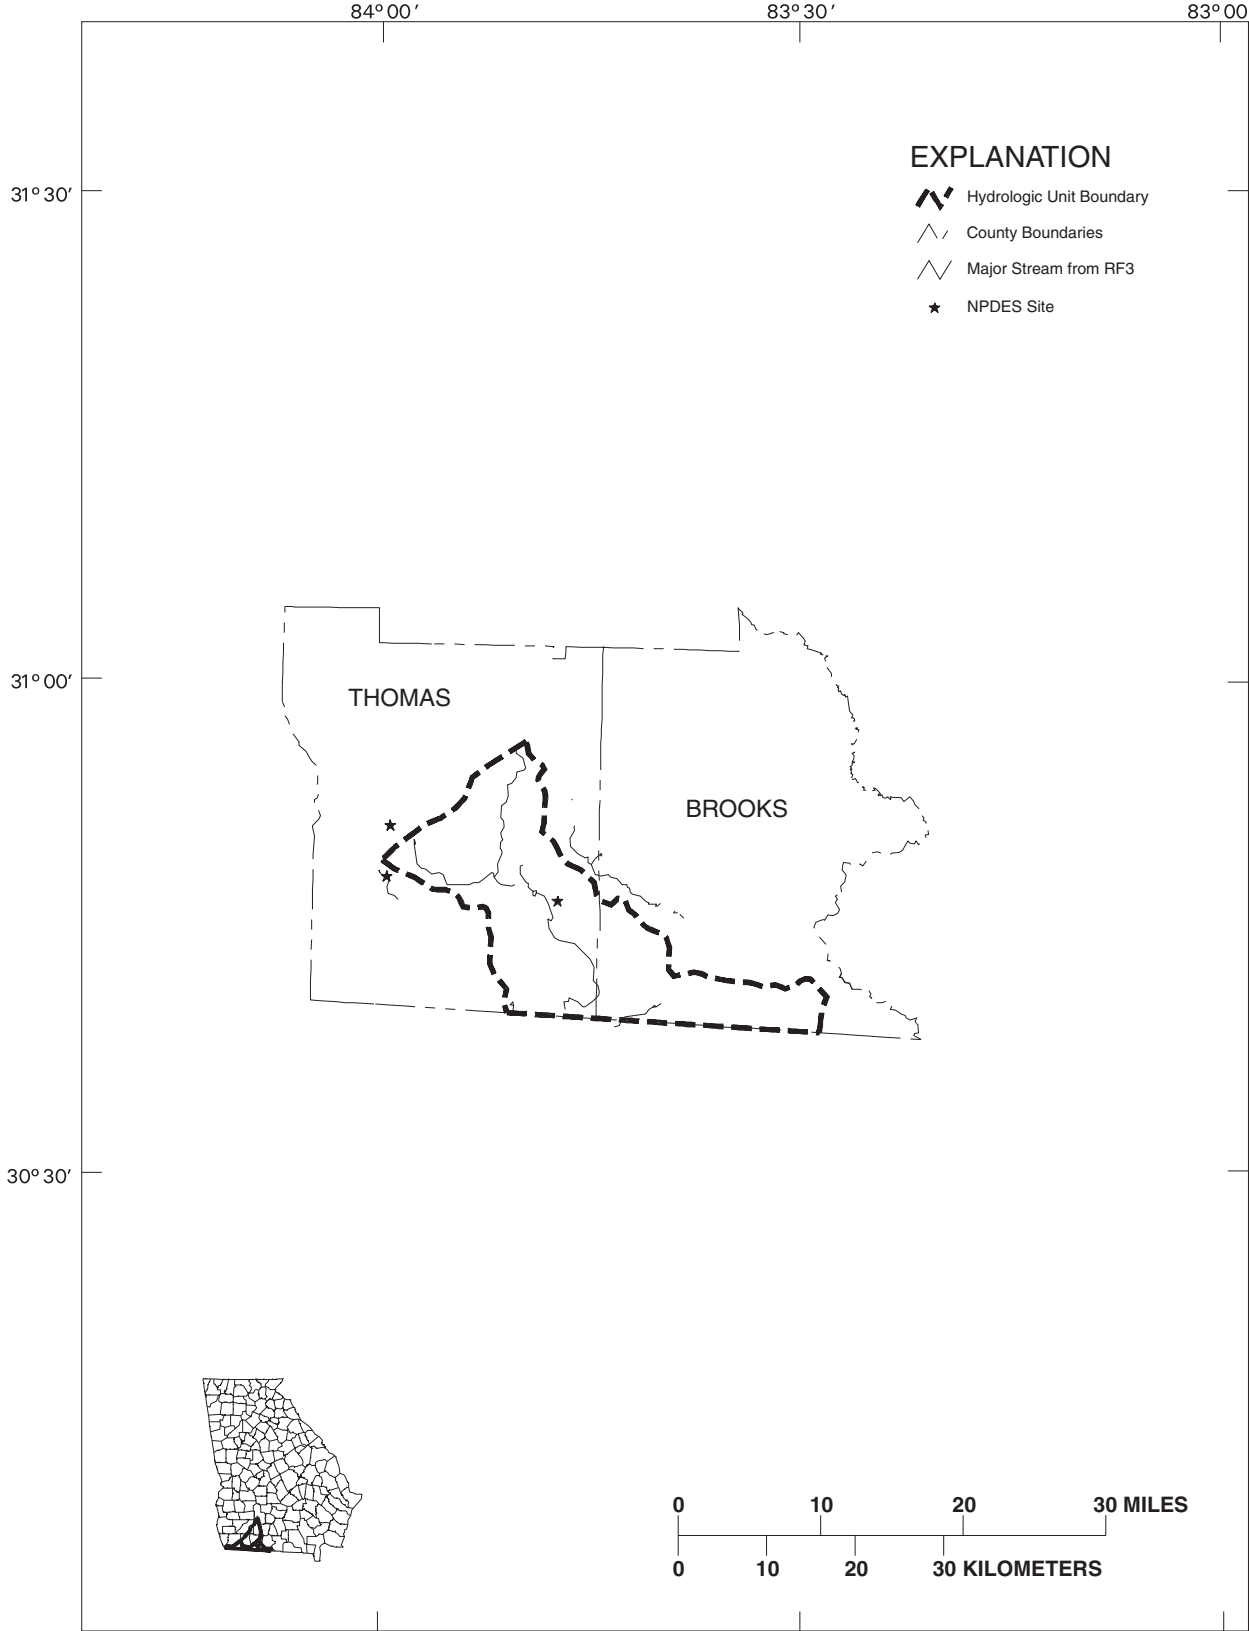 84°00′ 83°30′ 83°00
EXPLANATION
31°30′
Hydrologic Unit Boundary
County Boundaries
Major Stream from RF3
NPDES Site
31°00′
THOMAS
BROOKS
30°30′
0 10 20 30 MILES
0 10 20 30 KILOMETERS